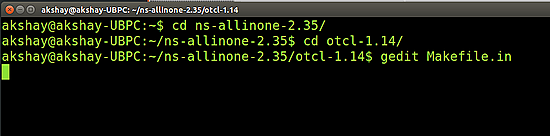 akshay@akshay-UBPC: ~/ns-allinone-2.35/otcl-1.14
akshay@akshay-UBPC:~$ cd ns-allinone-2.35/
akshay@akshay-UBPC:~/ns-allinone-2.35$ cd otcl-1.14/
akshay@akshay-UBPC:~/ns-allinone-2.35/otcl-1.14$ gedit Makefile.in